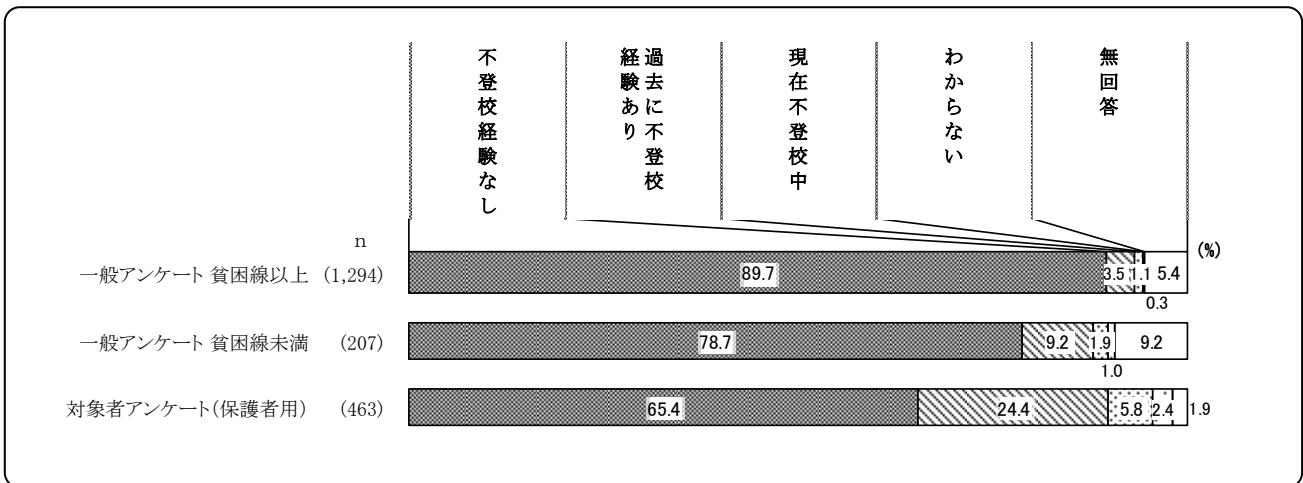 不登校経験なし
過去に不登校
経験あり
現在不登校中
わからない
無回答
n
(%)
一般アンケート 貧困線以上 (1,294)
89.7 3.5 1.1 5.4
0.3
一般アンケート 貧困線未満 (207)
78.7 9.2 1.9 9.2
1.0
対象者アンケート(保護者用) (463)
65.4 24.4 5.8 2.4 1.9